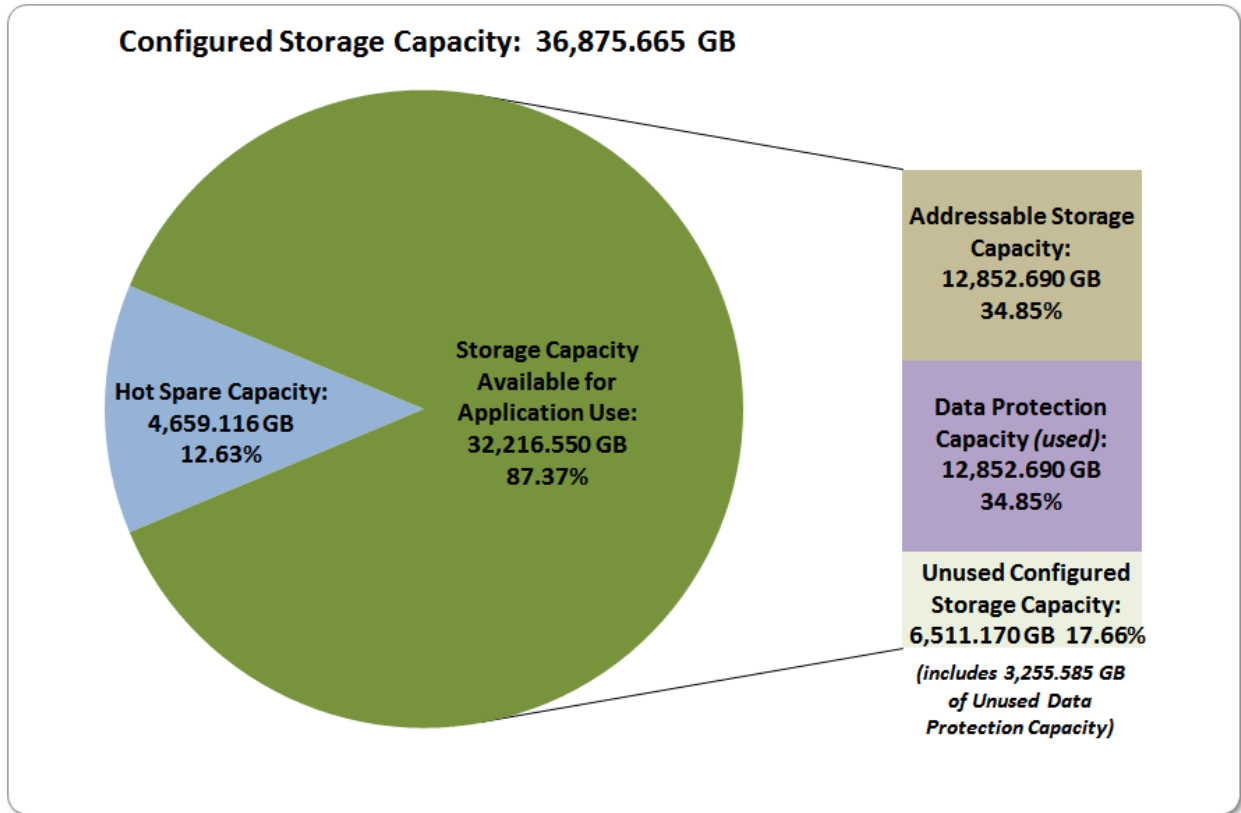 Configured Storage Capacity: 36,875.665 GB
Addressable Storage
Capacity:
12,852.690 GB
34.85%
Storage Capacity
Available for
Application Use:
32,216.550 GB
87.37%
Hot Spare Capacity:
4,659.116 GB
12.63%
Data Protection
Capacity (used):
12,852.690 GB
34.85%
Unused Configured
Storage Capacity:
6,511.170 GB 17.66%
(includes 3,255.585 GB
of Unused Data
Protection Capacity)